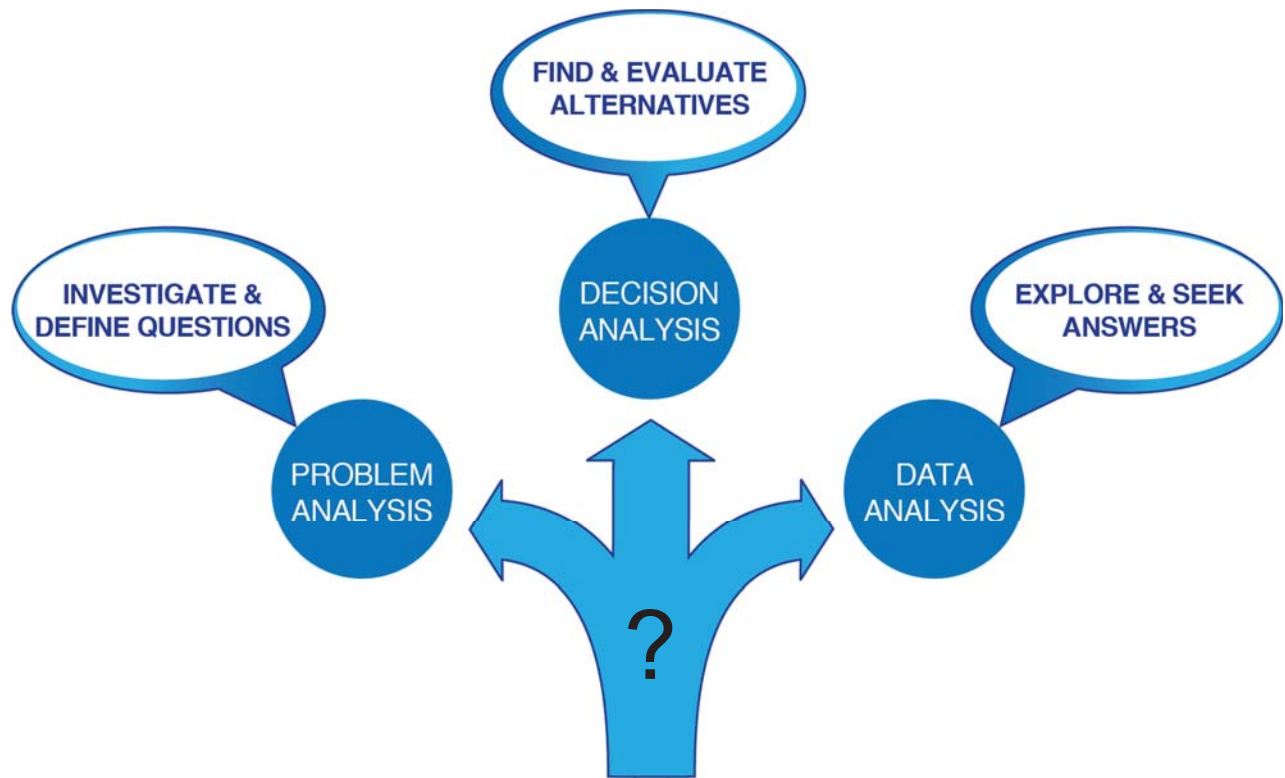 FIND & EVALUATE
ALTERNATIVES
INVESTIGATE &
DEFINE QUESTIONS
DECISION
ANALYSIS
EXPLORE & SEEK
ANSWERS
PROBLEM
ANALYSIS
DATA
ANALYSIS
?